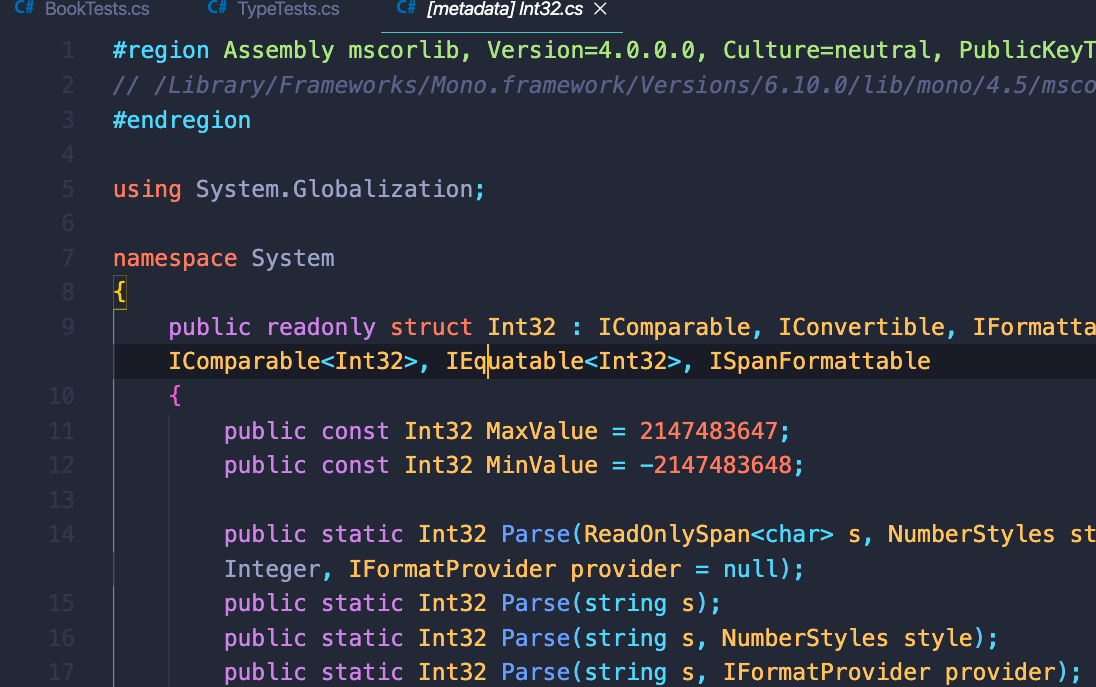 C# BookTests.cs C# TypeTests.cs C# [metadata] Int32.cs ×
1 #region Assembly mscorlib, Version=4.0.0.0, Culture=neutral, PublicKeyT
2 // /Library/Frameworks/Mono.framework/Versions/6.10.0/lib/mono/4.5/msco
3 #endregion
4
5 using System.Globalization;
6
7 namespace System
8 {
9 public readonly struct Int32 : IComparable, IConvertible, IFormatta
IComparable<Int32>, IEquatable<Int32>, ISpanFormattable
10 {
11 public const Int32 MaxValue = 2147483647;
12 public const Int32 MinValue = -2147483648;
13
14 public static Int32 Parse(ReadOnlySpan<char> s, NumberStyles st
Integer, IFormatProvider provider = null);
15 public static Int32 Parse(string s);
16 public static Int32 Parse(string s, NumberStyles style);
17 public static Int32 Parse(string s, IFormatProvider provider);